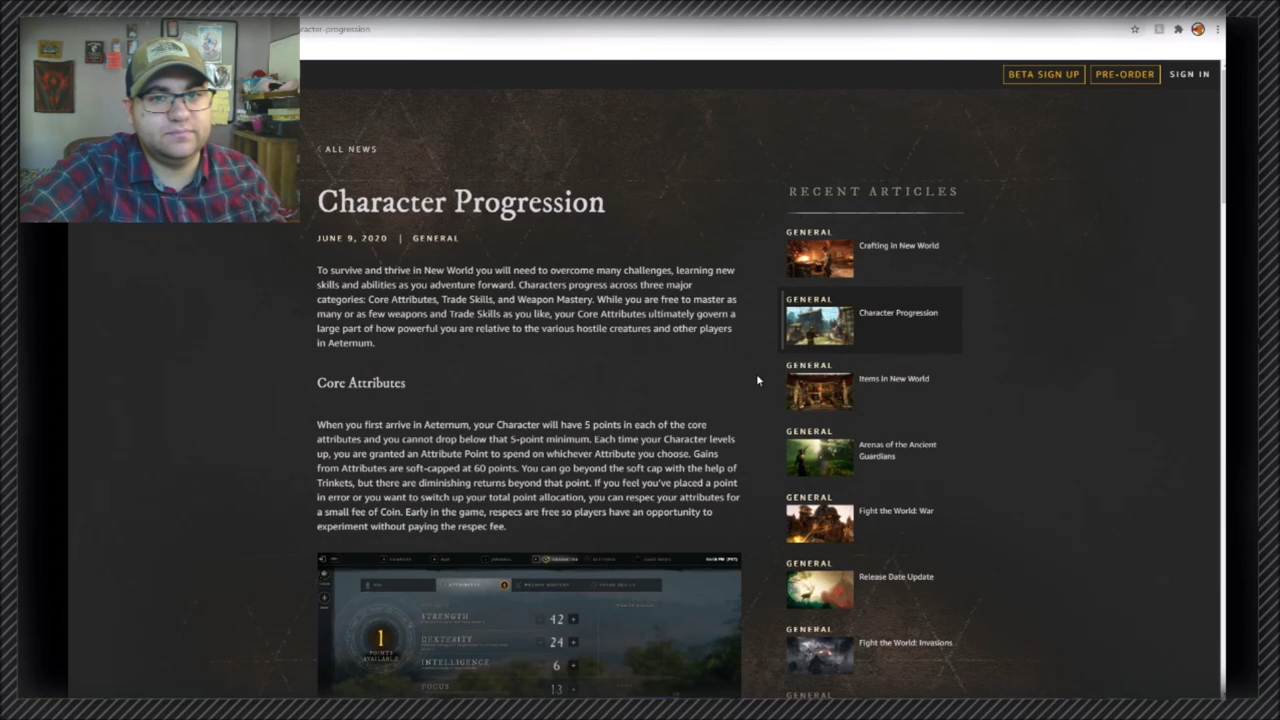 racter-progression
BETA SIGN UP
PRE-ORDER
SIGN IN
ALL NEWS
Character Progression
JUNE 9, 2020 | GENERAL
To survive and thrive in New World you will need to overcome many challenges, learning new
skills and abilities as you adventure forward. Characters progress across three major
categories: Core Attributes, Trade Skills, and Weapon Mastery. While you are free to master as
many or as few weapons and Trade Skills as you like, your Core Attributes ultimately govern a
large part of how powerful you are relative to the various hostile creatures and other players
in Aeternum.
Core Attributes
When you first arrive in Aeternum, your Character will have 5 points in each of the core
attributes and you cannot drop below that 5-point minimum. Each time your Character levels
up, you are granted an Attribute Point to spend on whichever Attribute you choose. Gains
from Attributes are soft-capped at 60 points. You can go beyond the soft cap with the help of
Trinkets, but there are diminishing returns beyond that point. If you feel you've placed a point
in error or you want to switch up your total point allocation, you can respec your attributes for
a small fee of Coin. Early in the game, respecs are free so players have an opportunity to
experiment without paying the respec fee.
1
POINTS
AVAILABLE
STRENGTH 42
DEXTERITY 24
INTELLIGENCE 6
FOCUS 13
RECENT ARTICLES
GENERAL
Crafting in New World
GENERAL
Character Progression
GENERAL
Items in New World
GENERAL
Arenas of the Ancient
Guardians
GENERAL
Fight the World: War
GENERAL
Release Date Update
GENERAL
Fight the World: Invasions
GENERAL